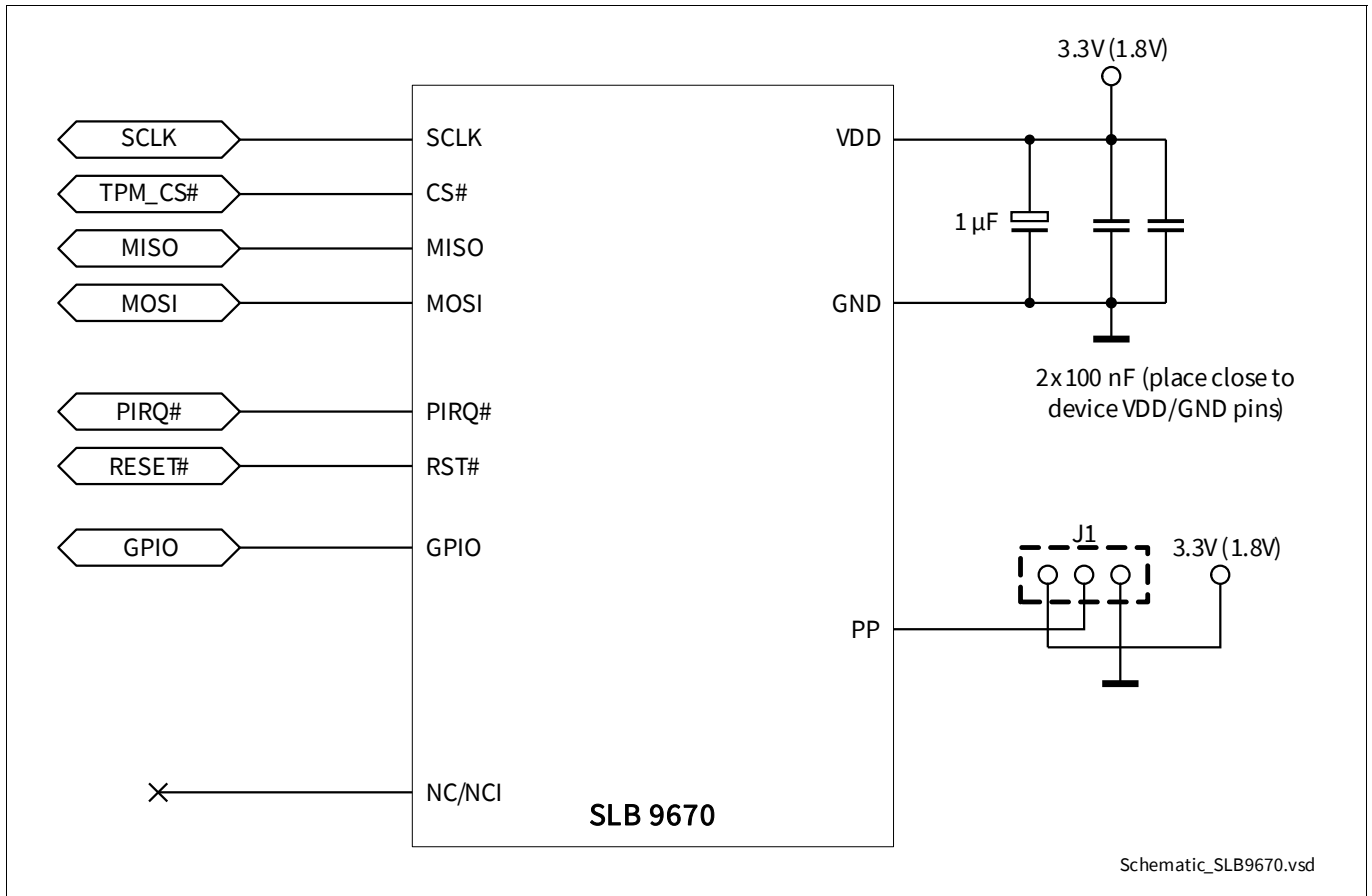 3.3V (1.8V)
SCLK
SCLK
VDD
TPM_CS#
CS#
1 µF
MISO
MISO
MOSI
MOSI
GND
2x100 nF (place close to
device VDD/GND pins)
PIRQ#
PIRQ#
RESET#
RST#
J1
3.3V (1.8V)
GPIO
GPIO
PP
NC/NCI
SLB 9670
Schematic_SLB9670.vsd